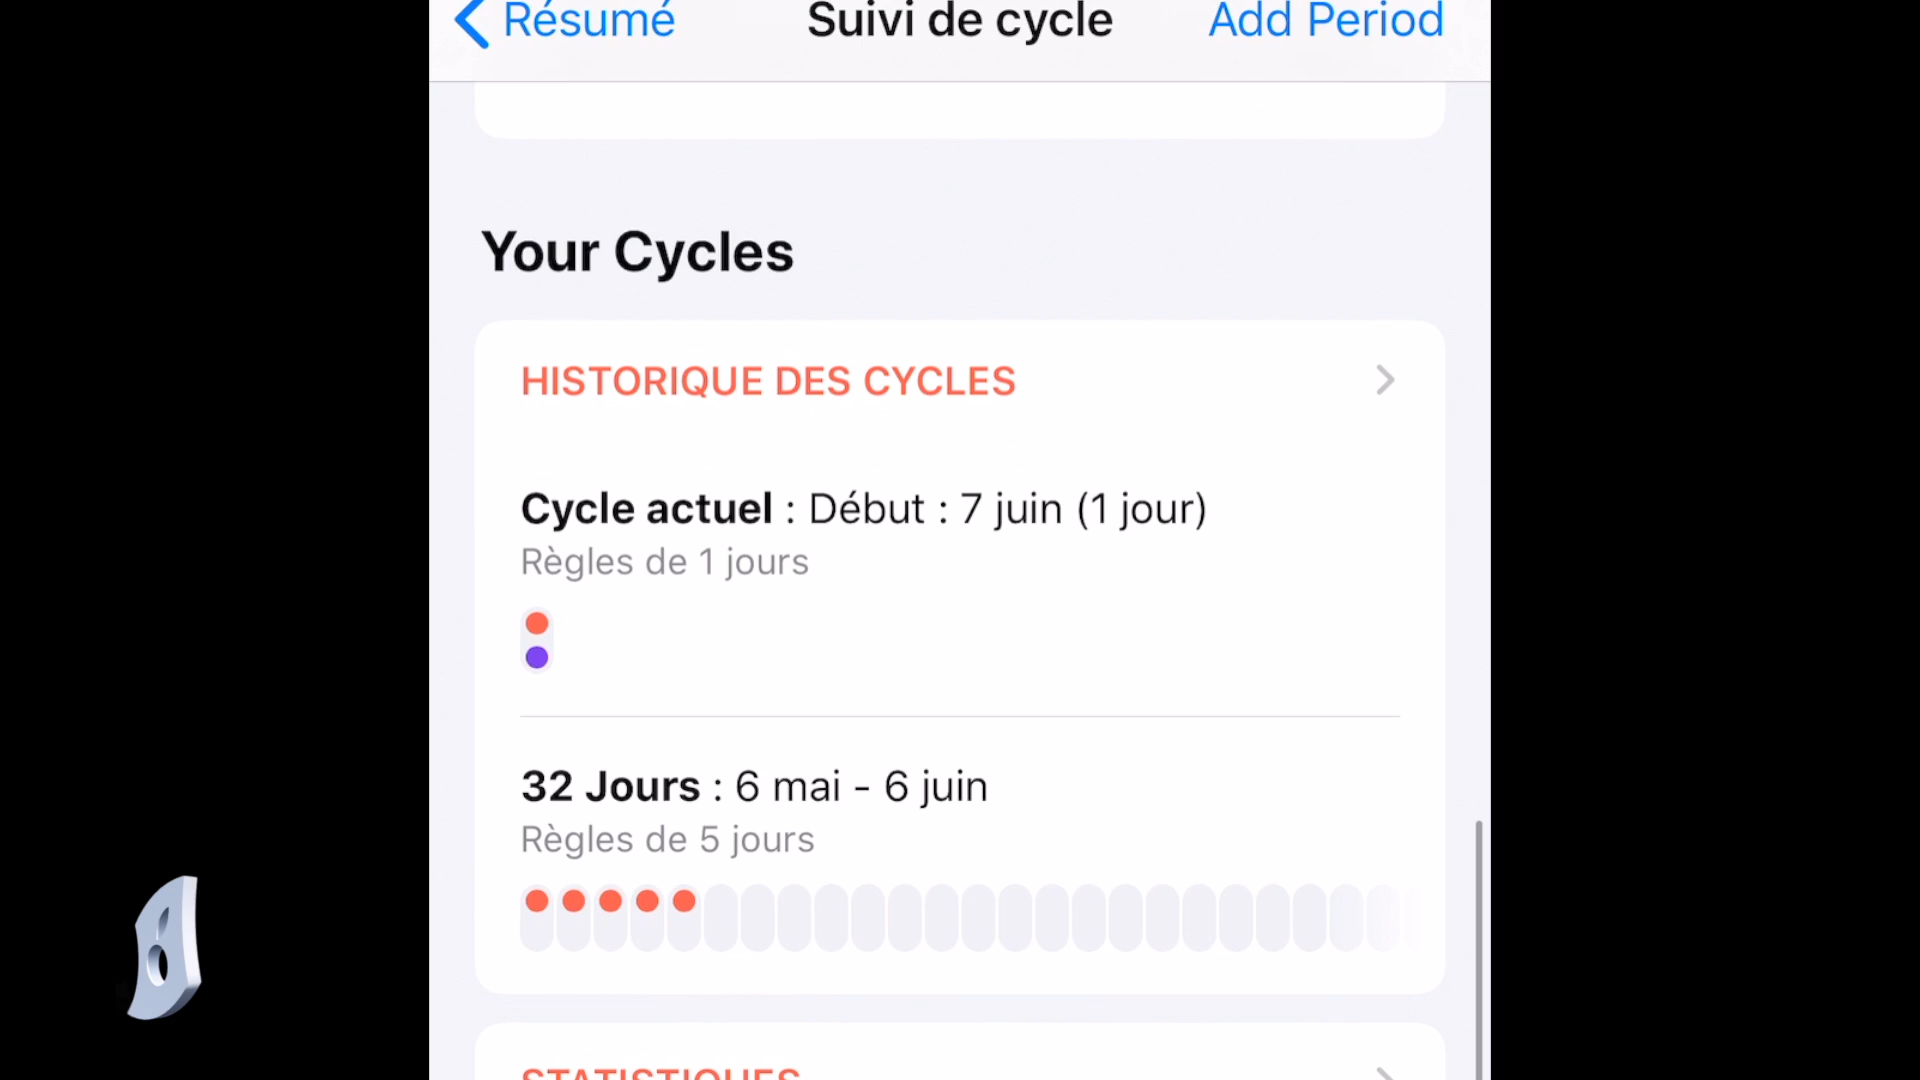 Résumé
Suivi de cycle
Add Period
Your Cycles
HISTORIQUE DES CYCLES
Cycle actuel : Début : 7 juin (1 jour)
Règles de 1 jours
32 Jours : 6 mai - 6 juin
Règles de 5 jours
STATISTIQUES